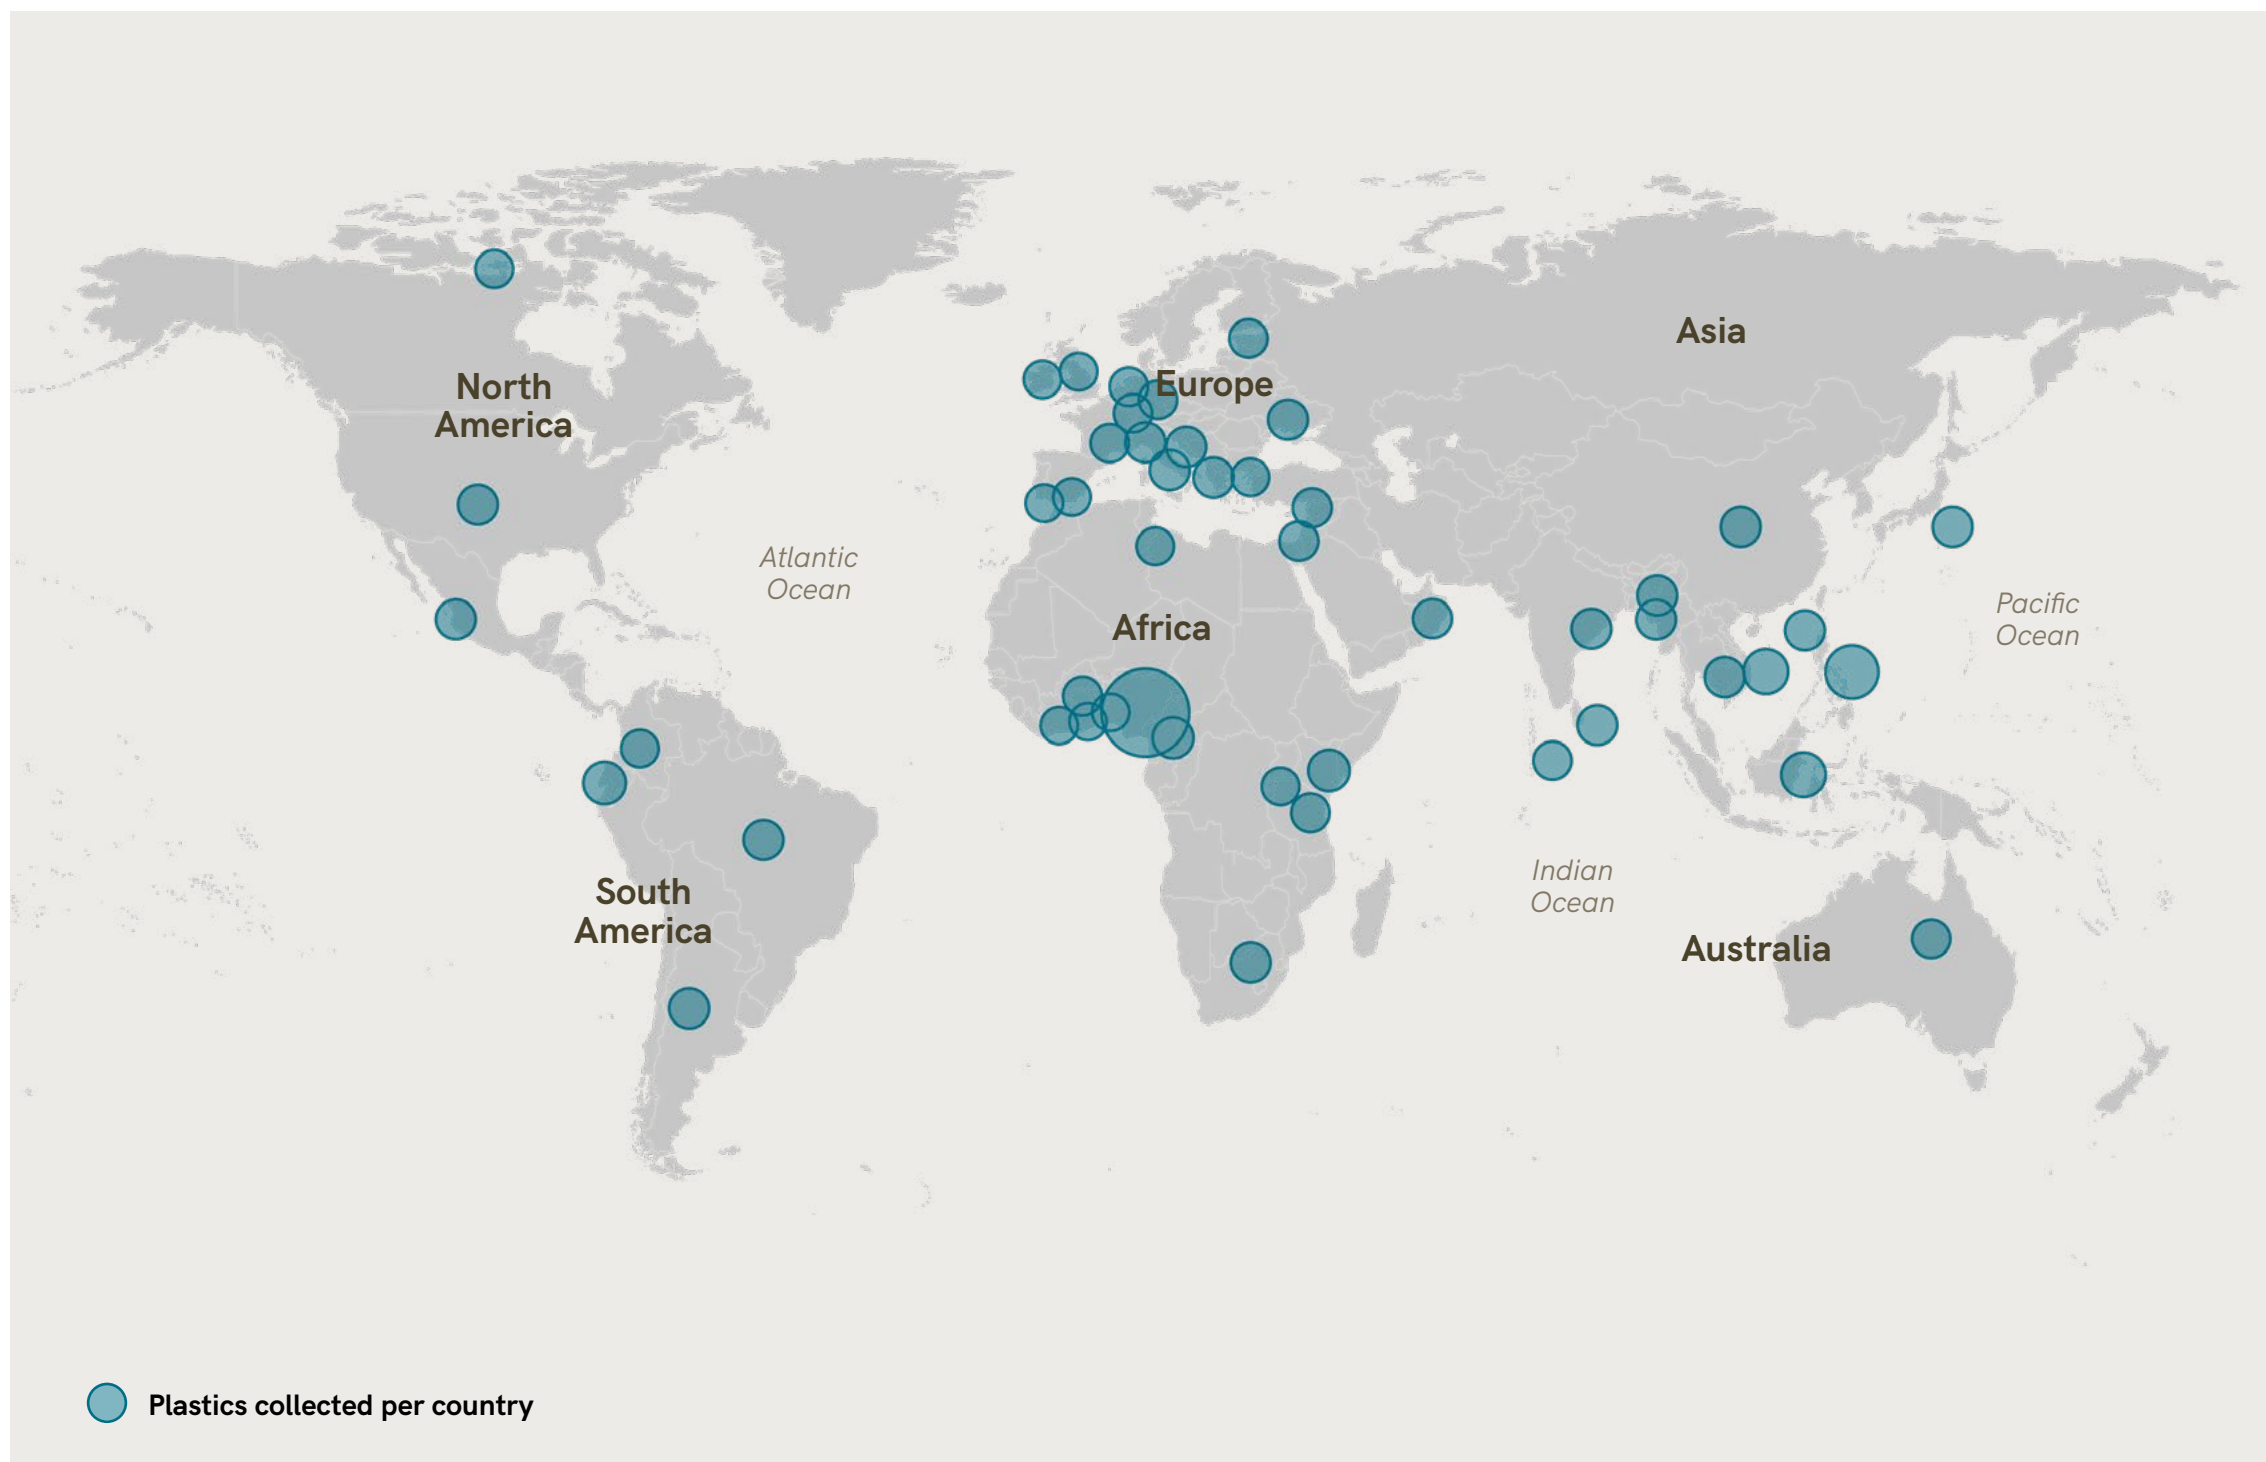 Asia
North
America
Europe
Atlantic
Ocean
Pacific
Ocean
Africa
Indian
Ocean
South
America
Australia
Plastics collected per country